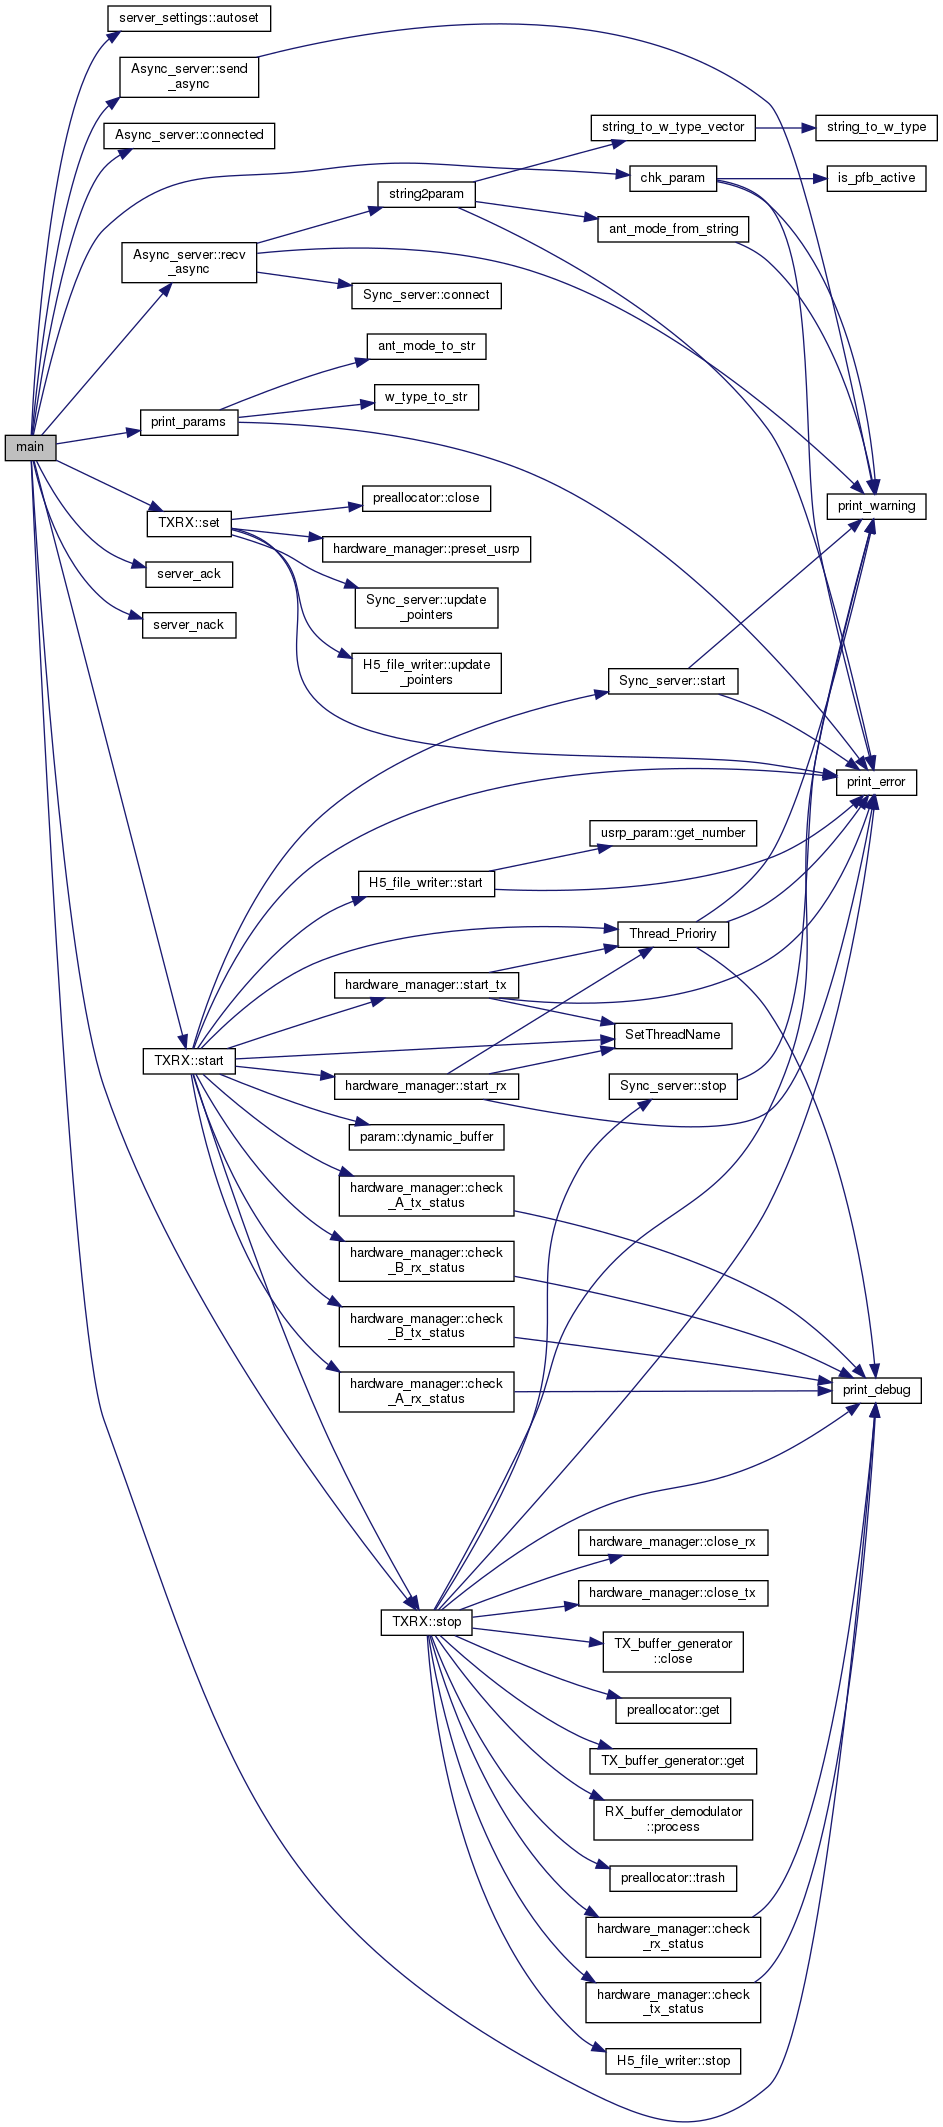 server_settings::autoset
Async_server::send
_async
Async_server::connected
string_to_w_type_vector
string_to_w_type
chk_param
is_pfb_active
string2param
ant_mode_from_string
Async_server::recv
_async
Sync_server::connect
ant_mode_to_str
w_type_to_str
print_params
main
preallocator::close
print_warning
TXRX::set
hardware_manager::preset_usrp
server_ack
Sync_server::update
_pointers
server_nack
H5_file_writer::update
_pointers
Sync_server::start
print_error
usrp_param::get_number
H5_file_writer::start
Thread_Prioriry
hardware_manager::start_tx
SetThreadName
TXRX::start
hardware_manager::start_rx
Sync_server::stop
param::dynamic_buffer
hardware_manager::check
_A_tx_status
hardware_manager::check
_B_rx_status
hardware_manager::check
_B_tx_status
hardware_manager::check
_A_rx_status
print_debug
hardware_manager::close_rx
hardware_manager::close_tx
TXRX::stop
TX_buffer_generator
::close
preallocator::get
TX_buffer_generator::get
RX_buffer_demodulator
::process
preallocator::trash
hardware_manager::check
_rx_status
hardware_manager::check
_tx_status
H5_file_writer::stop